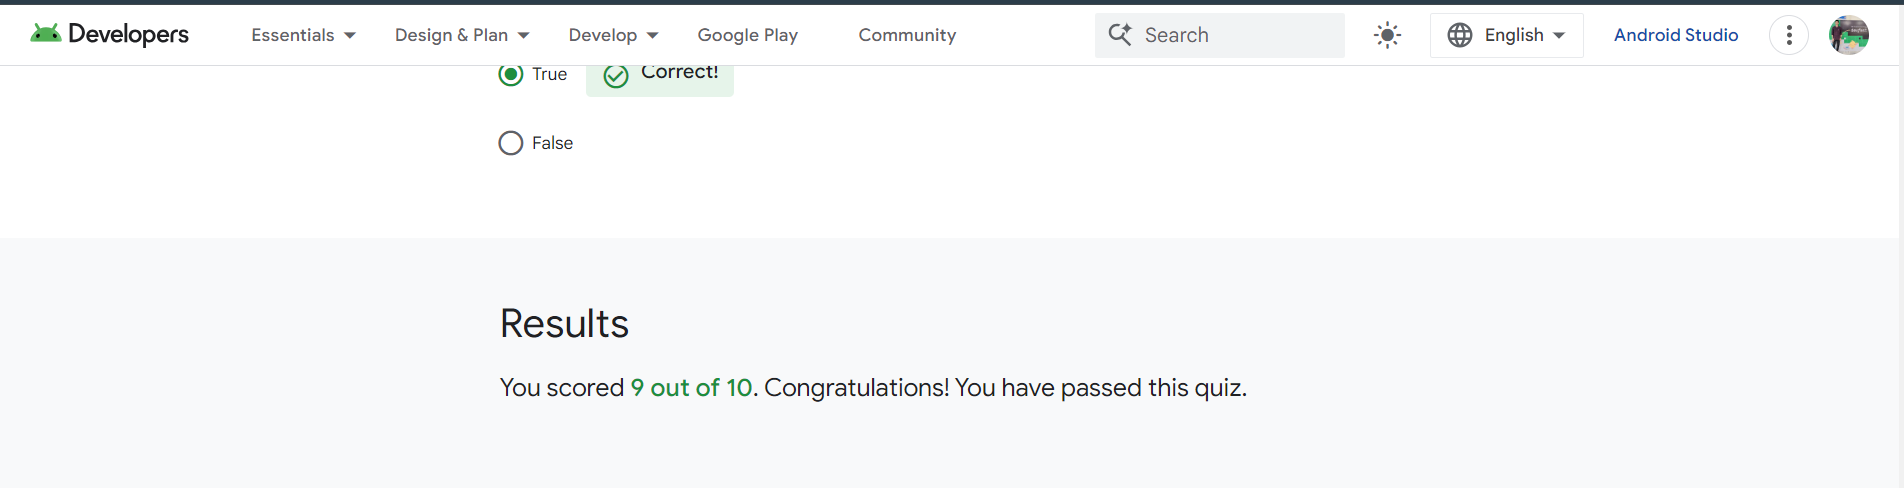 Developers
Essentials
Design & Plan
Develop
Google Play
Community
Search
English
Android Studio
True
Correct!
False
Results
You scored 9 out of 10. Congratulations! You have passed this quiz.